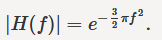 |H(f)| = e^{-\frac{3}{2}\pi f^2}.